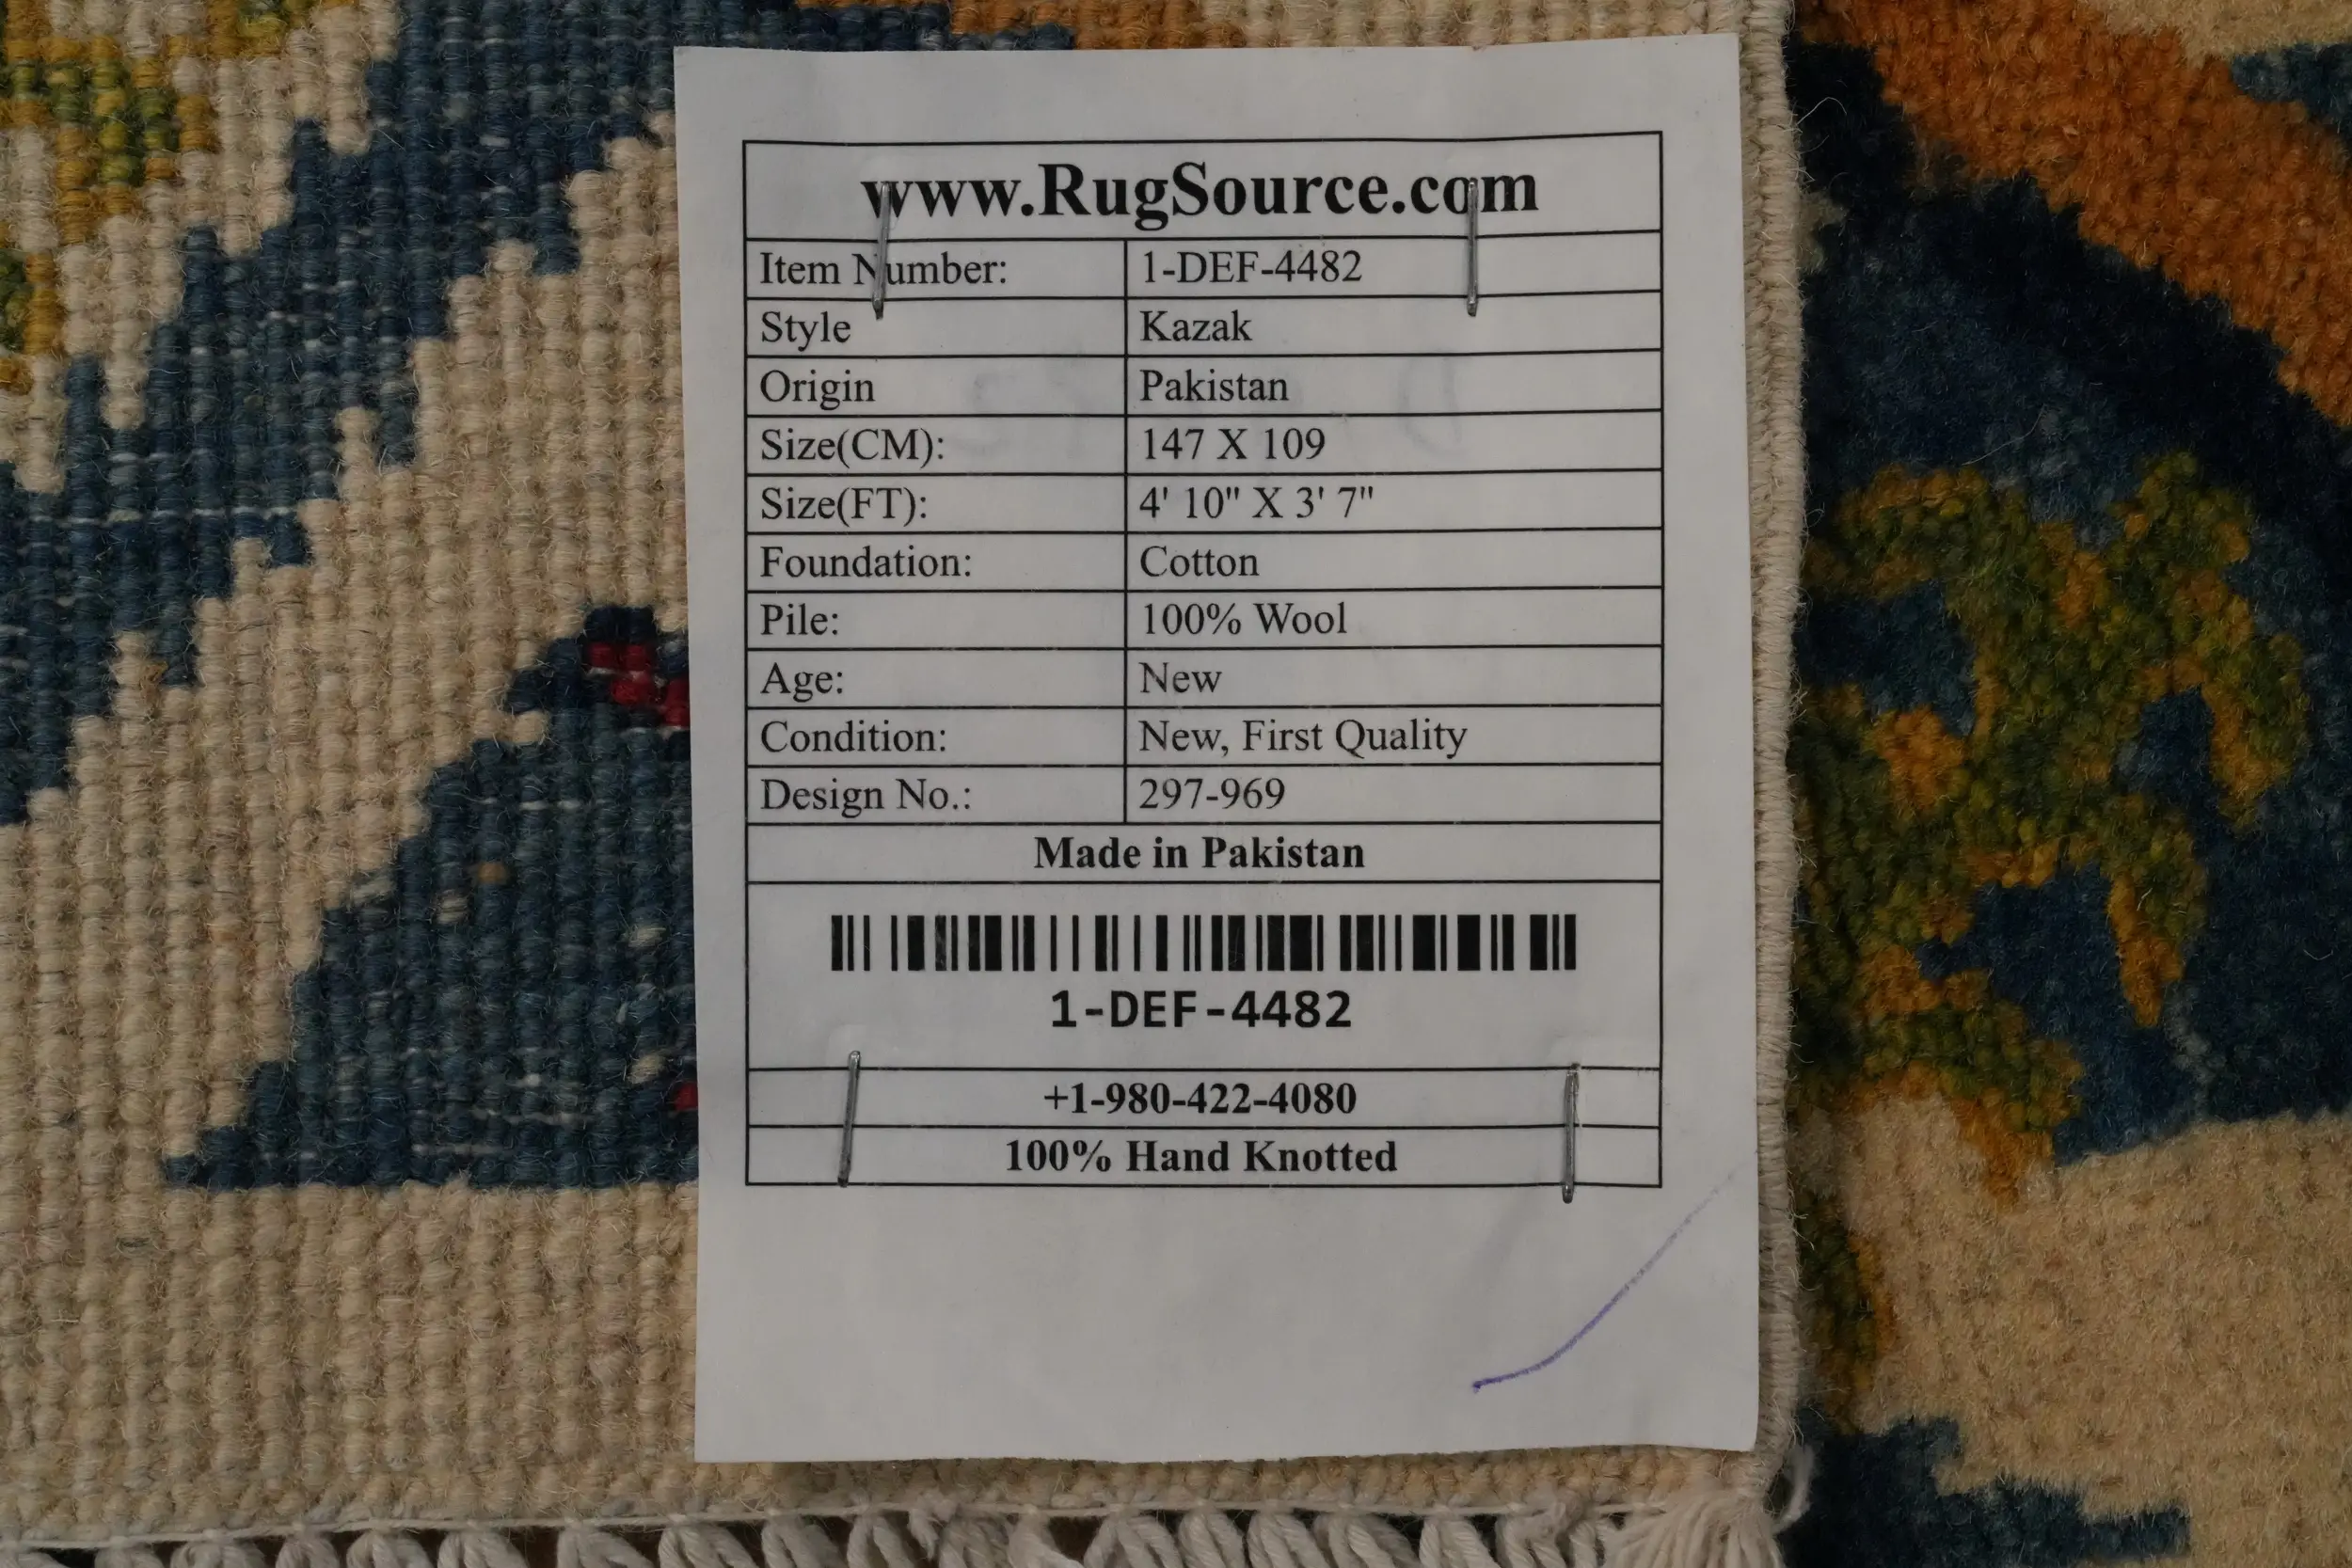 www.RugSource.com
Item Number: 1-DEF-4482
Style Kazak
Origin Pakistan
Size(CM): 147 X 109
Size(FT): 4' 10" X 3' 7"
Foundation: Cotton
Pile: 100% Wool
Age: New
Condition: New, First Quality
Design No.: 297-969
Made in Pakistan
1-DEF-4482
+1-980-422-4080
100% Hand Knotted